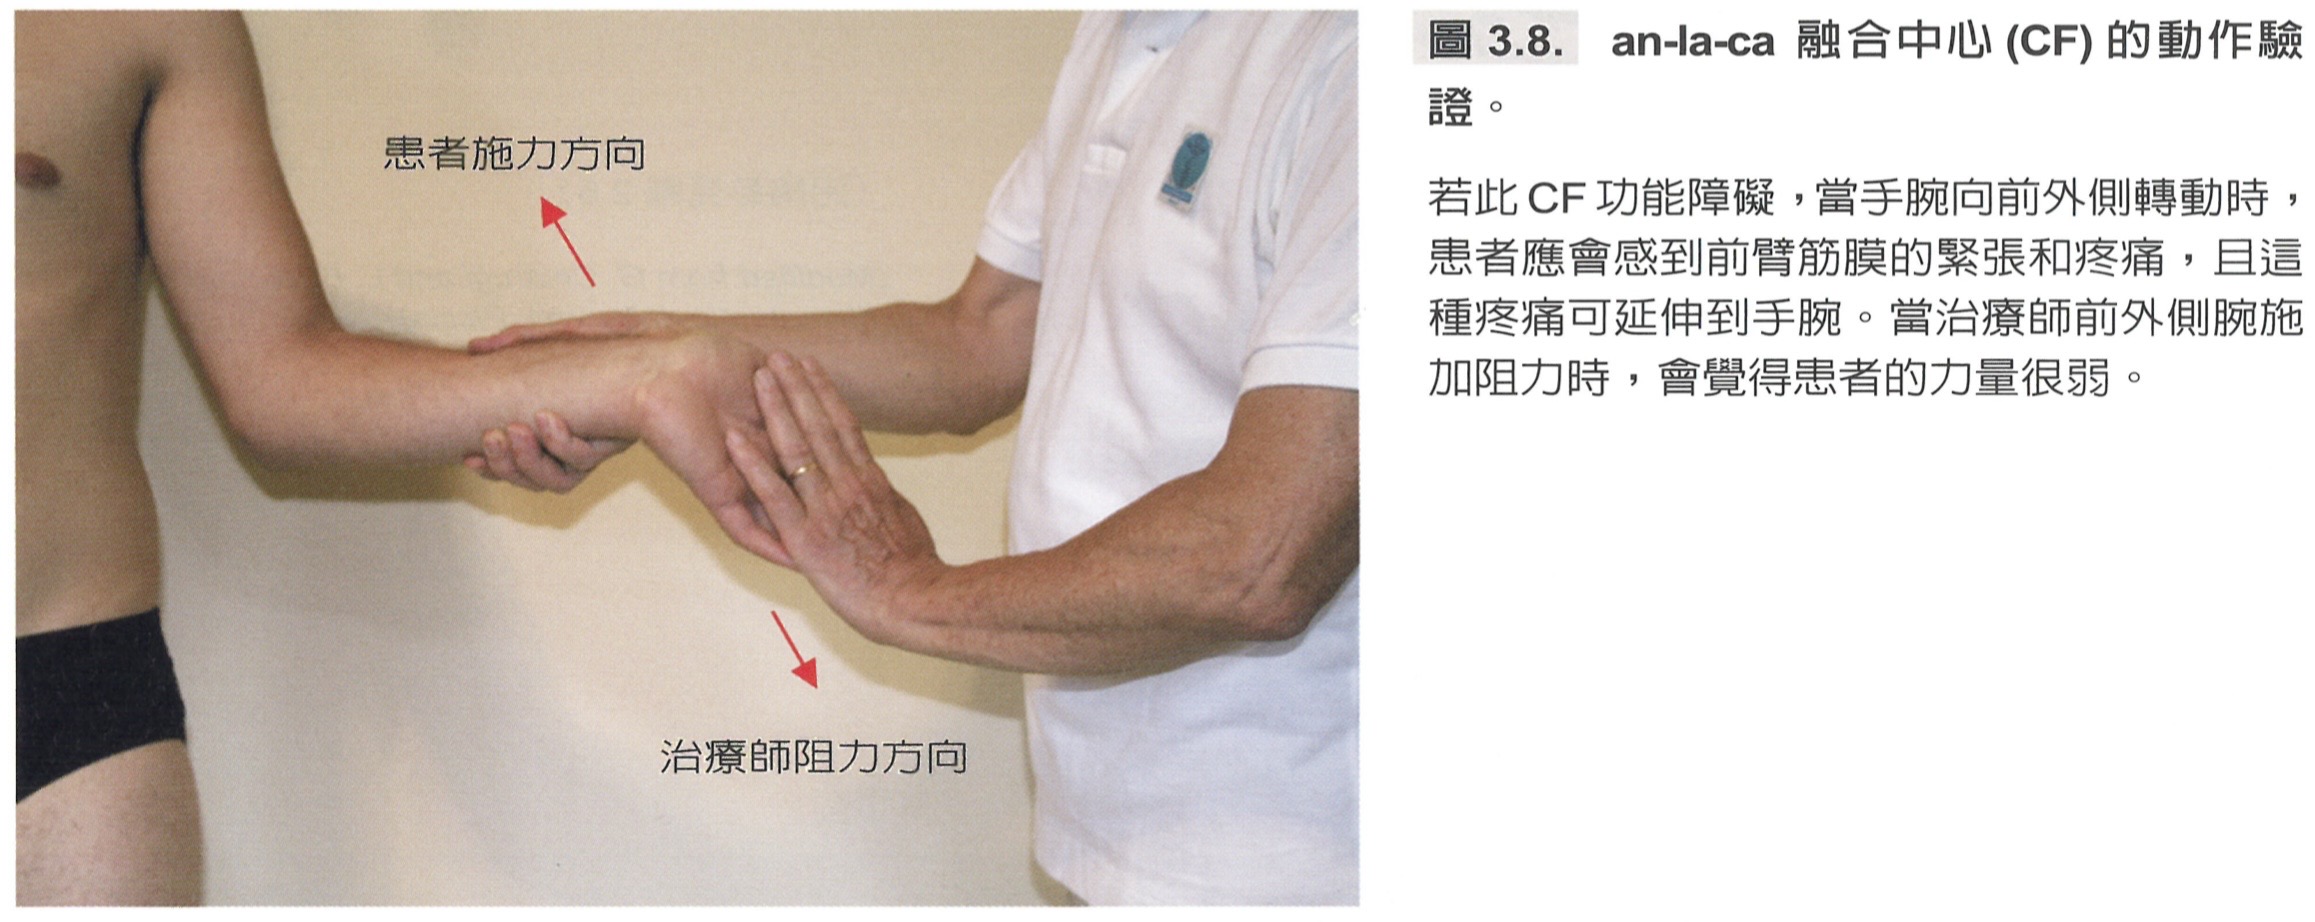 患者施力方向
治療師阻力方向
圖 3.8. an-la-ca 融合中心 (CF) 的動作驗
證。
若此 CF 功能障礙，當手腕向前外側轉動時，
患者應會感到前臂筋膜的緊張和疼痛，且這
種疼痛可延伸到手腕。當治療師前外側腕施
加阻力時，會覺得患者的力量很弱。